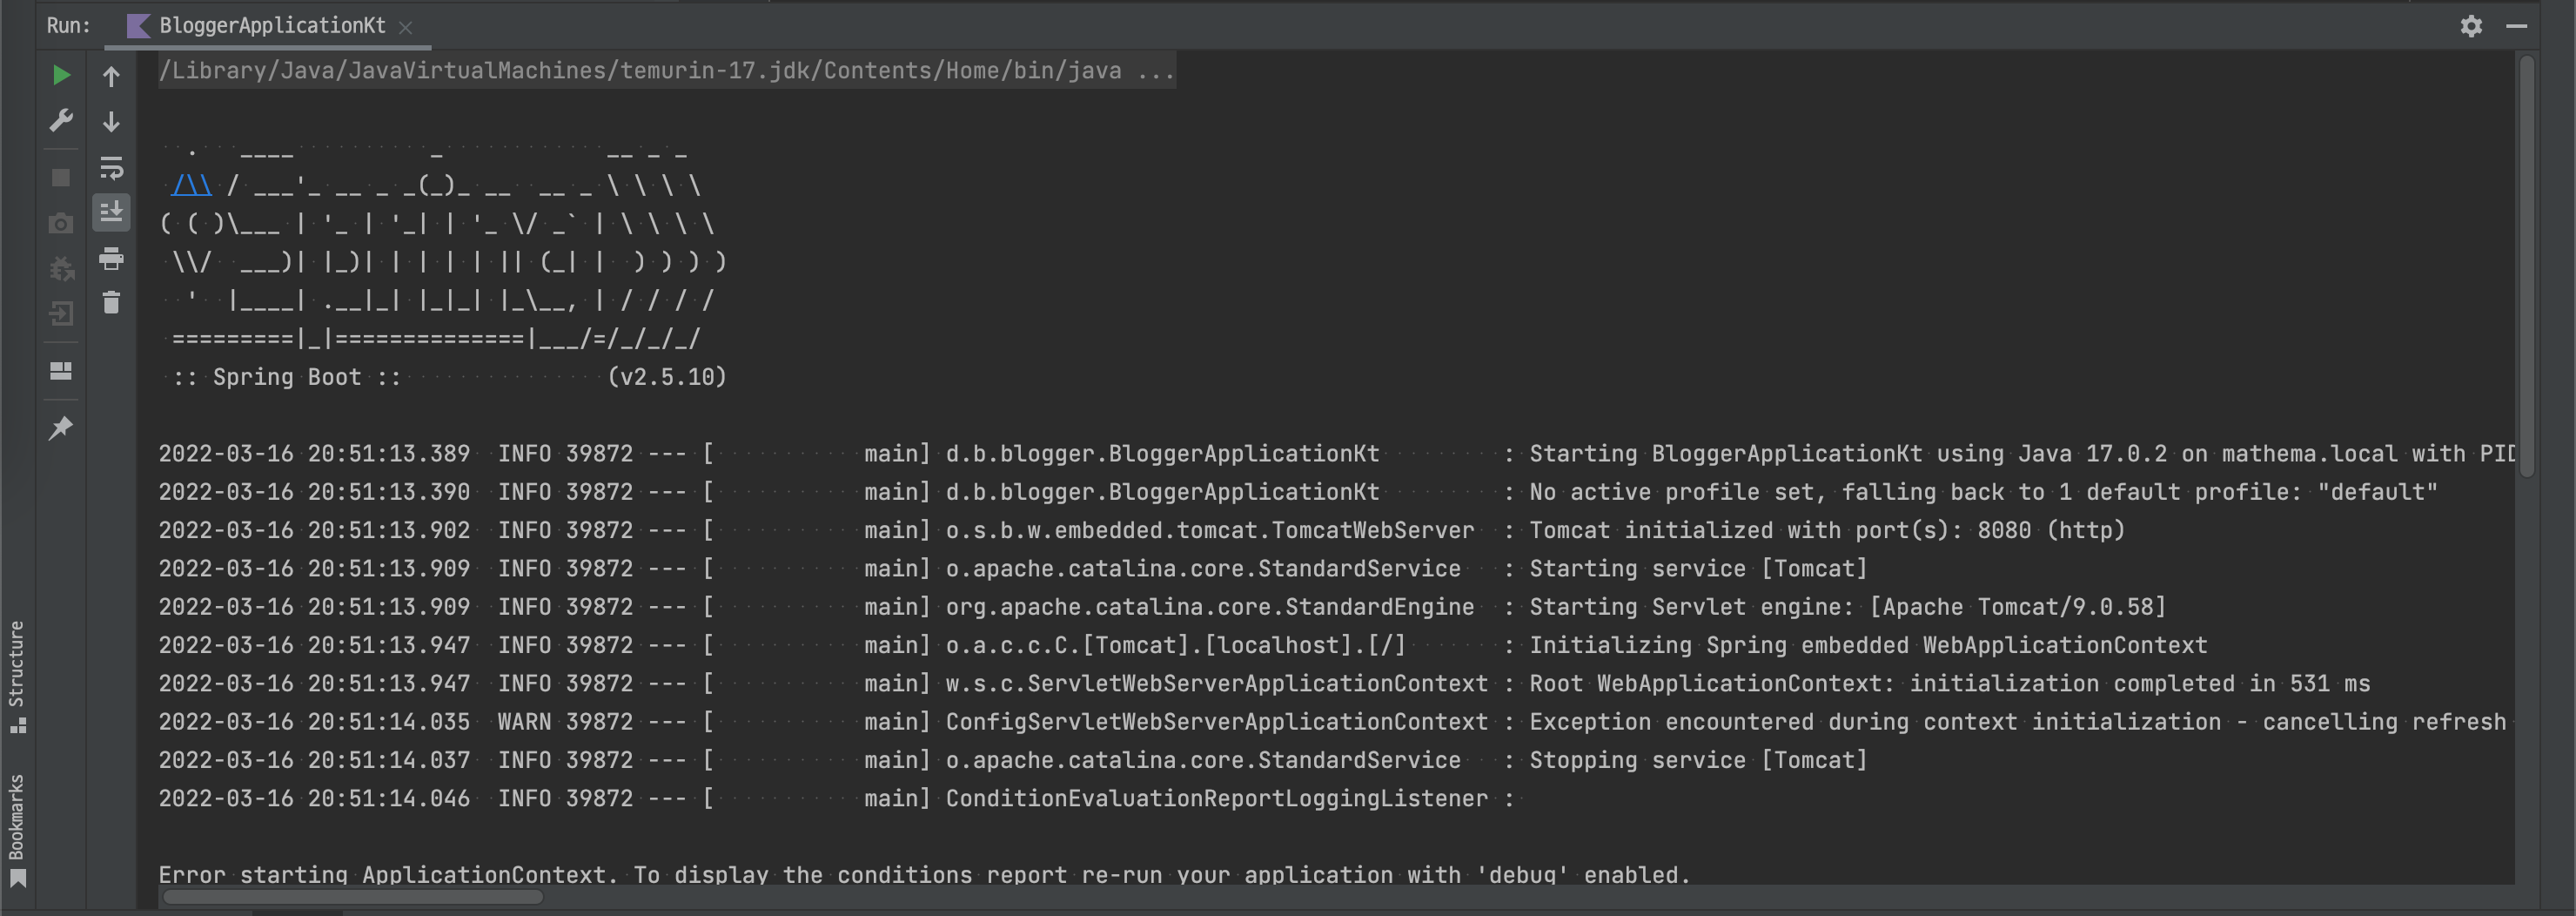 Run: BloggerApplicationKt
/Library/Java/JavaVirtualMachines/temurin-17.jdk/Contents/Home/bin/java ...
  .   ____          _            __ _ _
 /\\ / ___'_ __ _ _(_)_ __  __ _ \ \ \ \
( ( )\___ | '_ | '_| | '_ \/ _` | \ \ \ \
 \\/  ___)| |_)| | | | | || (_| |  ) ) ) )
  '  |____| .__|_| |_|_| |_\__, | / / / /
 =========|_|==============|___/=/_/_/_/
 :: Spring Boot ::               (v2.5.10)
2022-03-16 20:51:13.389  INFO 39872 --- [           main] d.b.blogger.BloggerApplicationKt         : Starting BloggerApplicationKt using Java 17.0.2 on mathema.local with PID
2022-03-16 20:51:13.390  INFO 39872 --- [           main] d.b.blogger.BloggerApplicationKt         : No active profile set, falling back to 1 default profile: "default"
2022-03-16 20:51:13.902  INFO 39872 --- [           main] o.s.b.w.embedded.tomcat.TomcatWebServer  : Tomcat initialized with port(s): 8080 (http)
2022-03-16 20:51:13.909  INFO 39872 --- [           main] o.apache.catalina.core.StandardService   : Starting service [Tomcat]
2022-03-16 20:51:13.909  INFO 39872 --- [           main] org.apache.catalina.core.StandardEngine  : Starting Servlet engine: [Apache Tomcat/9.0.58]
2022-03-16 20:51:13.947  INFO 39872 --- [           main] o.a.c.c.C.[Tomcat].[localhost].[/]       : Initializing Spring embedded WebApplicationContext
2022-03-16 20:51:13.947  INFO 39872 --- [           main] w.s.c.ServletWebServerApplicationContext : Root WebApplicationContext: initialization completed in 531 ms
2022-03-16 20:51:14.035  WARN 39872 --- [           main] ConfigServletWebServerApplicationContext : Exception encountered during context initialization - cancelling refresh
2022-03-16 20:51:14.037  INFO 39872 --- [           main] o.apache.catalina.core.StandardService   : Stopping service [Tomcat]
2022-03-16 20:51:14.046  INFO 39872 --- [           main] ConditionEvaluationReportLoggingListener :
Error starting ApplicationContext. To display the conditions report re-run your application with 'debug' enabled.
Structure
Bookmarks